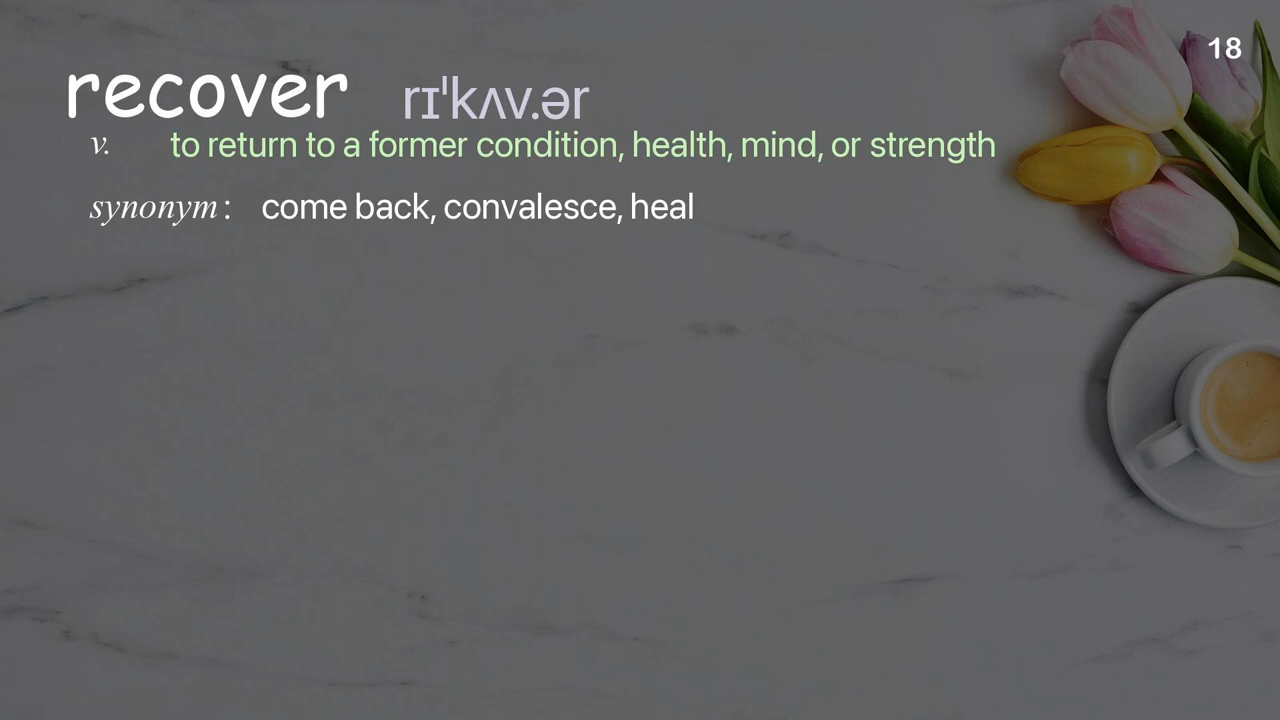 18
recover rɪˈkʌv.ər
v. to return to a former condition, health, mind, or strength
synonym : come back, convalesce, heal